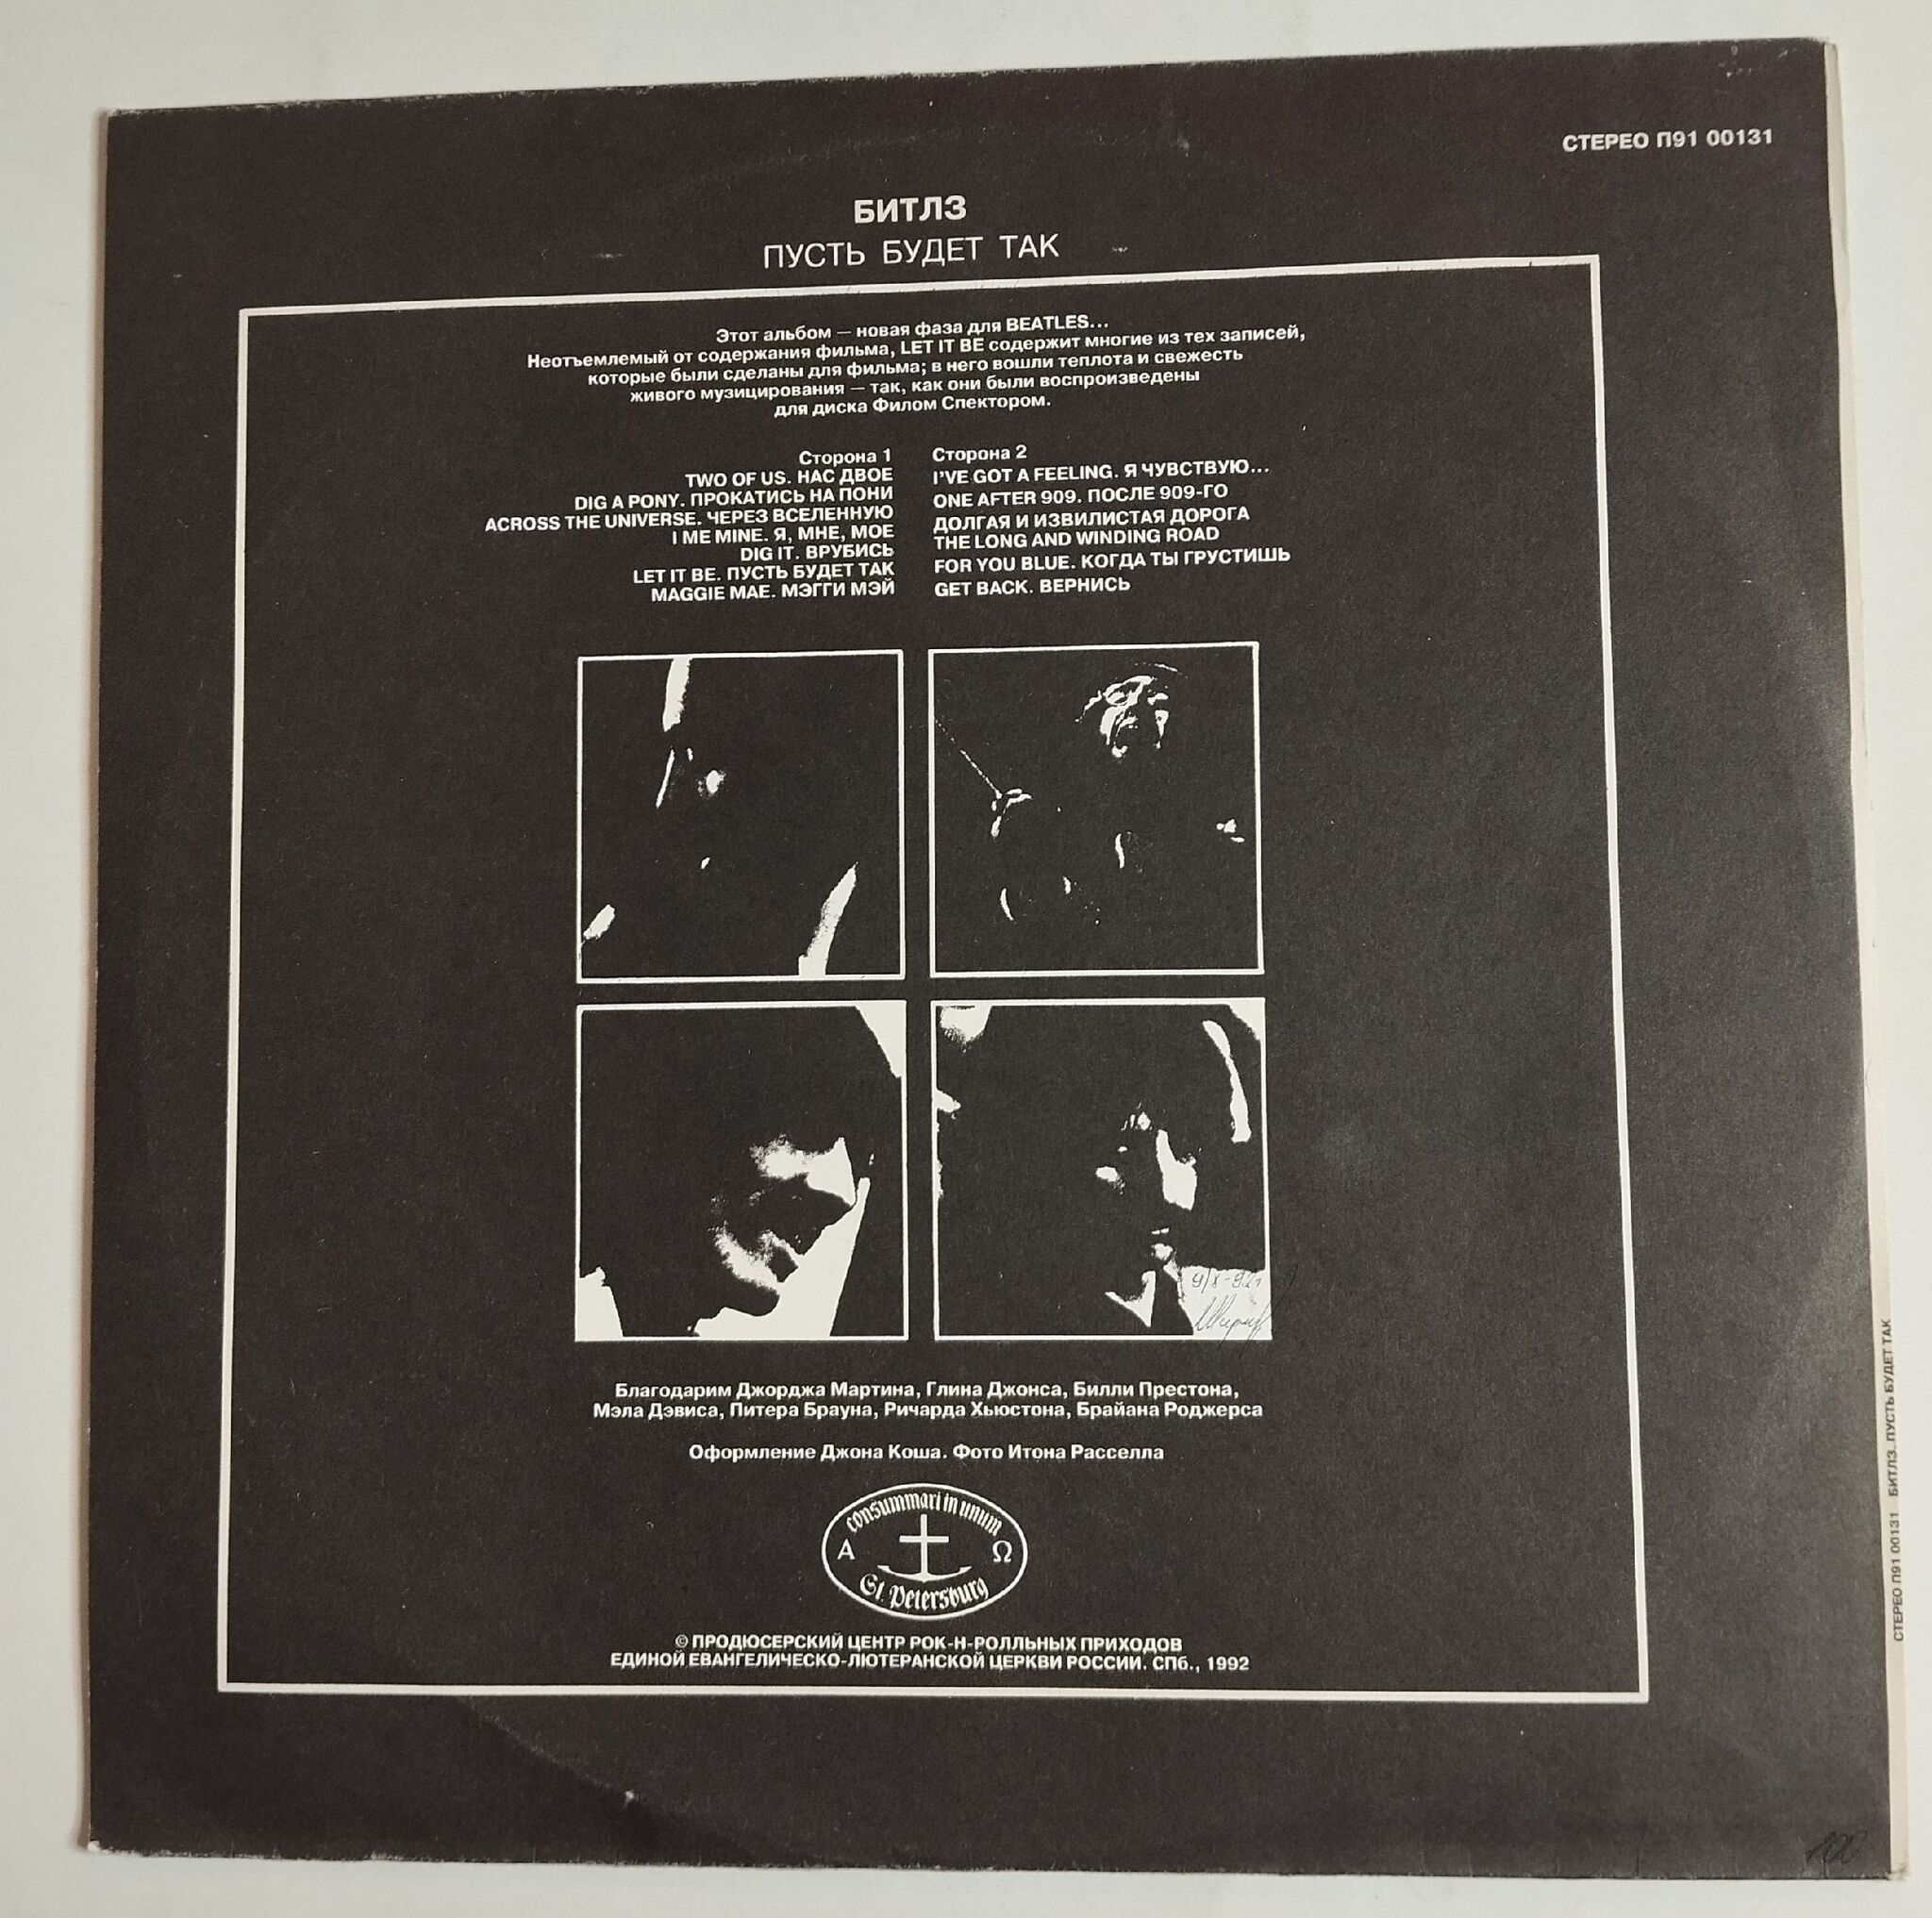 СТЕРЕО П91 00131
БИТЛЗ
ПУСТЬ БУДЕТ ТАК
Этот альбом — новая фаза для BEATLES...
Неотъемлемый от содержания фильма, LET IT BE содержит многие из тех записей,
которые были сделаны для фильма; в него вошли теплота и свежесть
живого музицирования — так, как они были воспроизведены
для диска Филом Спектором.
Сторона 1
TWO OF US. НАС ДВОЕ
DIG A PONY. ПРОКАТИСЬ НА ПОНИ
ACROSS THE UNIVERSE. ЧЕРЕЗ ВСЕЛЕННУЮ
I ME MINE. Я, МНЕ, МОЕ
DIG IT. ВРУБИСЬ
LET IT BE. ПУСТЬ БУДЕТ ТАК
MAGGIE MAE. МЭГГИ МЭЙ
Сторона 2
I'VE GOT A FEELING. Я ЧУВСТВУЮ...
ONE AFTER 909. ПОСЛЕ 909-ГО
ДОЛГАЯ И ИЗВИЛИСТАЯ ДОРОГА
THE LONG AND WINDING ROAD
FOR YOU BLUE. КОГДА ТЫ ГРУСТИШЬ
GET BACK. ВЕРНИСЬ
Благодарим Джорджа Мартина, Глина Джонса, Билли Престона,
Мэла Дэвиса, Питера Брауна, Ричарда Хьюстона, Брайана Роджерса
Оформление Джона Коша. Фото Итона Расселла
consummari in unum
Α Ω
St. Petersburg
© ПРОДЮСЕРСКИЙ ЦЕНТР РОК-Н-РОЛЛЬНЫХ ПРИХОДОВ
ЕДИНОЙ ЕВАНГЕЛИЧЕСКО-ЛЮТЕРАНСКОЙ ЦЕРКВИ РОССИИ. СПб., 1992
СТЕРЕО П91 00131 БИТЛЗ. ПУСТЬ БУДЕТ ТАК